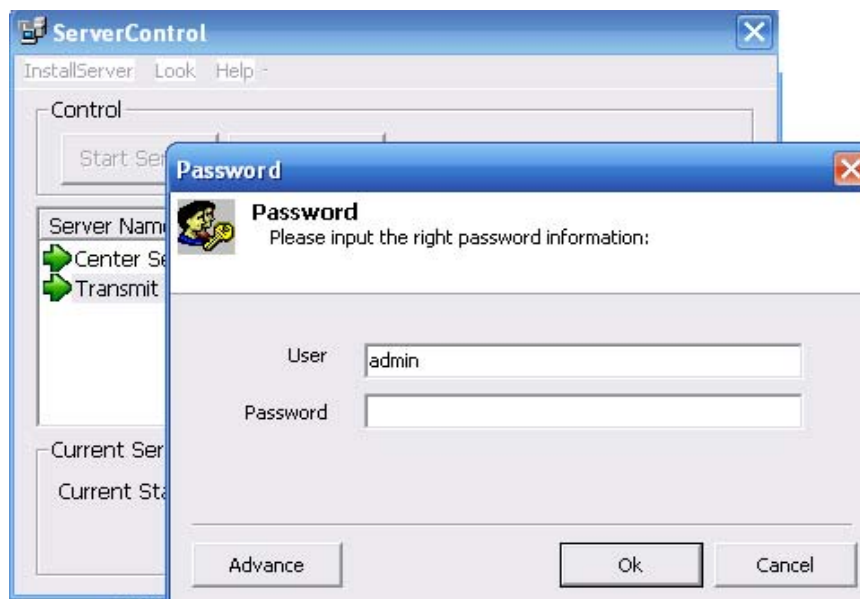 ServerControl
InstallServer Look Help
Control
Start Ser
Server Nam
Center Se
Transmit
Current Ser
Current Sta
Password
Password
Please input the right password information:
User admin
Password
Advance Ok Cancel